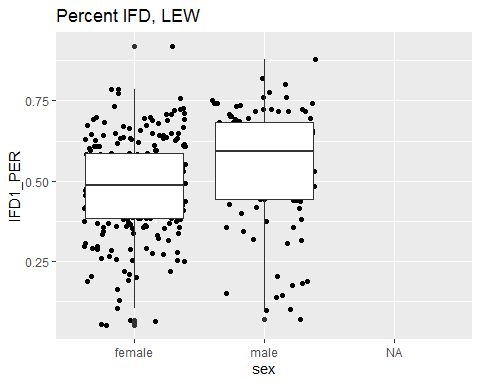 Percent IFD, LEW
IFD1_PER
0.75
0.50
0.25
female male NA
sex